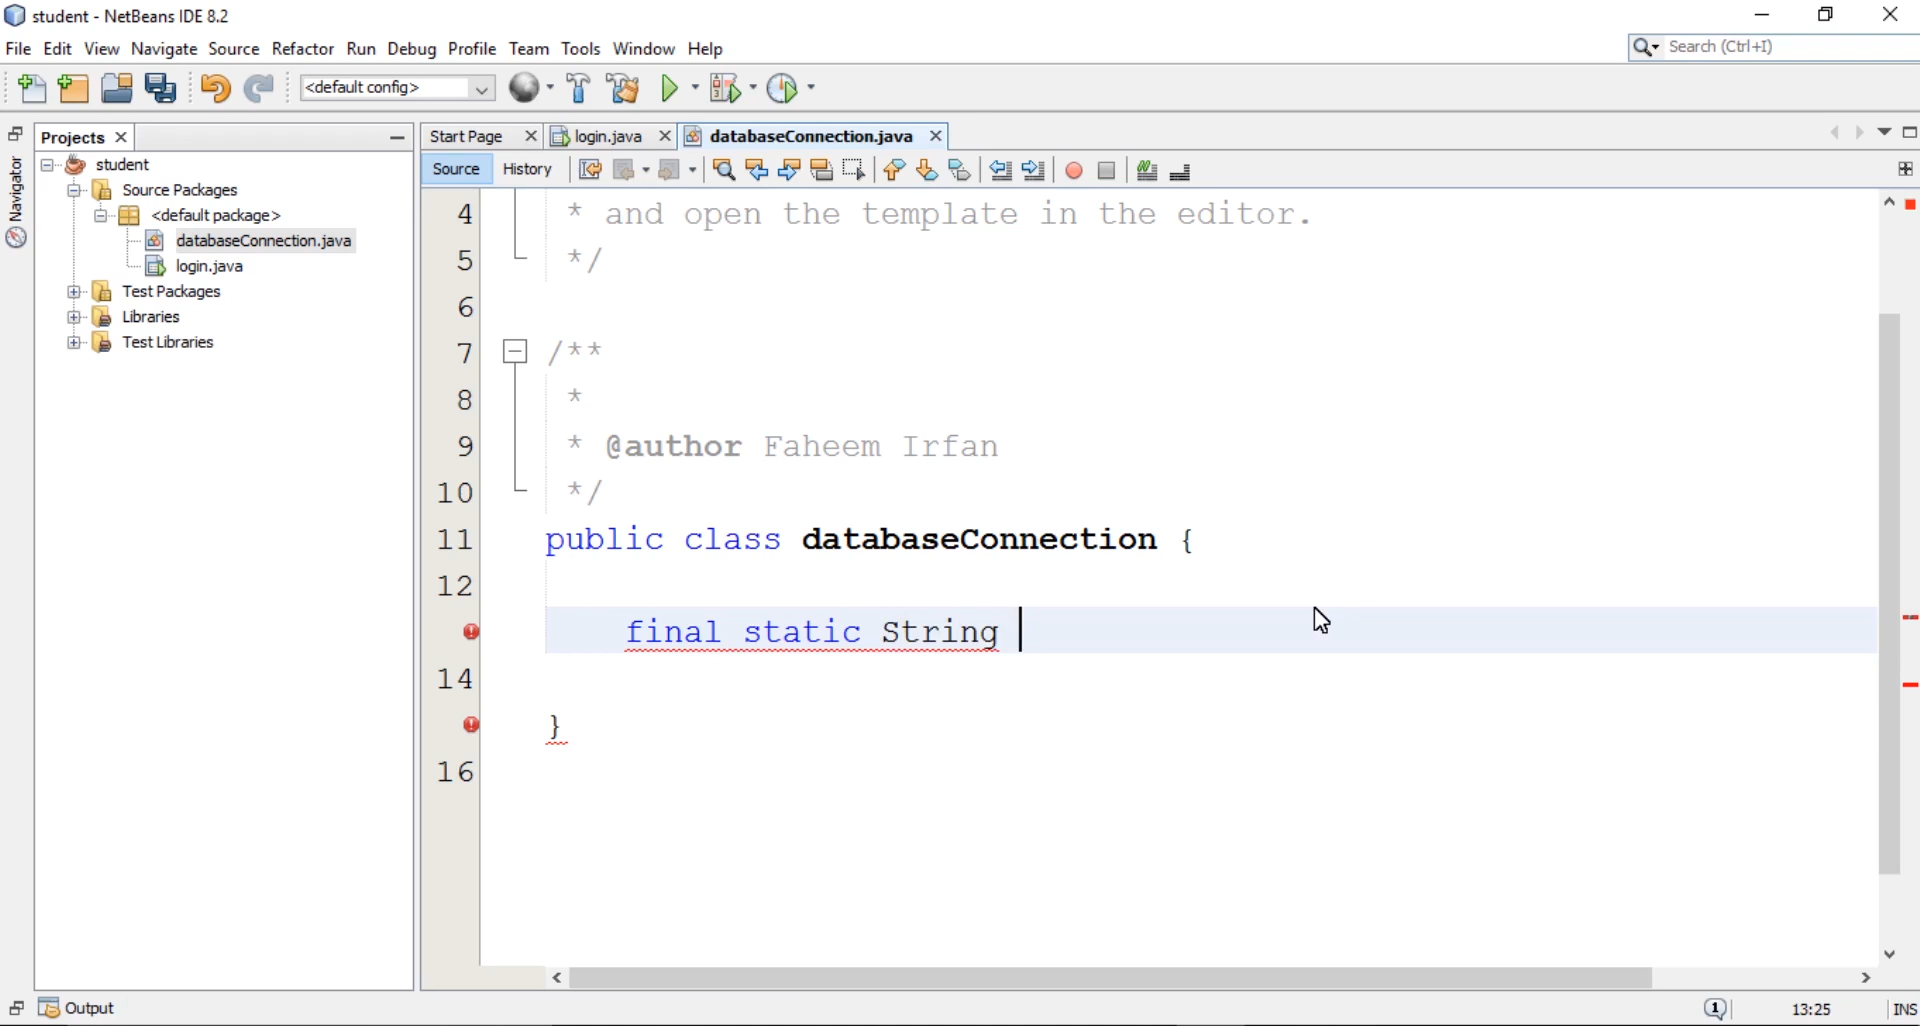 student - NetBeans IDE 8.2
File Edit View Navigate Source Refactor Run Debug Profile Team Tools Window Help
Search (Ctrl+I)
<default config>
Projects
Start Page login.java databaseConnection.java
Source History
Navigator
student
Source Packages
<default package>
databaseConnection.java
login.java
Test Packages
Libraries
Test Libraries
4 * and open the template in the editor.
5 */
6
7 /**
8 *
9 * @author Faheem Irfan
10 */
11 public class databaseConnection {
12
final static String
14
}
16
Output
1 13:25 INS